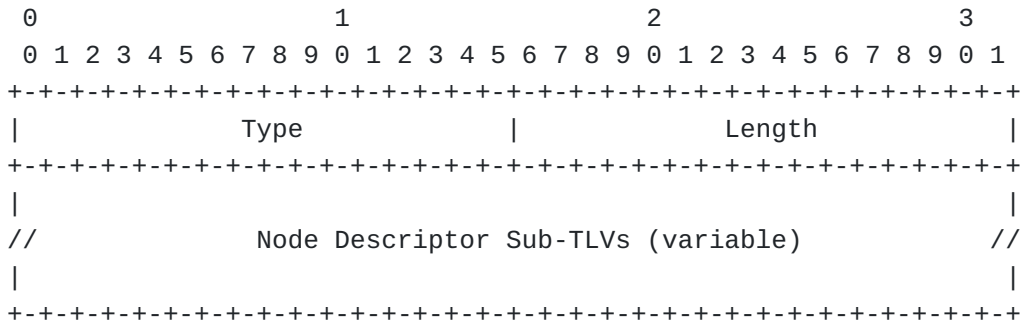 0                   1                   2                   3
 0 1 2 3 4 5 6 7 8 9 0 1 2 3 4 5 6 7 8 9 0 1 2 3 4 5 6 7 8 9 0 1
+-+-+-+-+-+-+-+-+-+-+-+-+-+-+-+-+-+-+-+-+-+-+-+-+-+-+-+-+-+-+-+-+
|              Type             |             Length            |
+-+-+-+-+-+-+-+-+-+-+-+-+-+-+-+-+-+-+-+-+-+-+-+-+-+-+-+-+-+-+-+-+
|                                                               |
//              Node Descriptor Sub-TLVs (variable)            //
|                                                               |
+-+-+-+-+-+-+-+-+-+-+-+-+-+-+-+-+-+-+-+-+-+-+-+-+-+-+-+-+-+-+-+-+